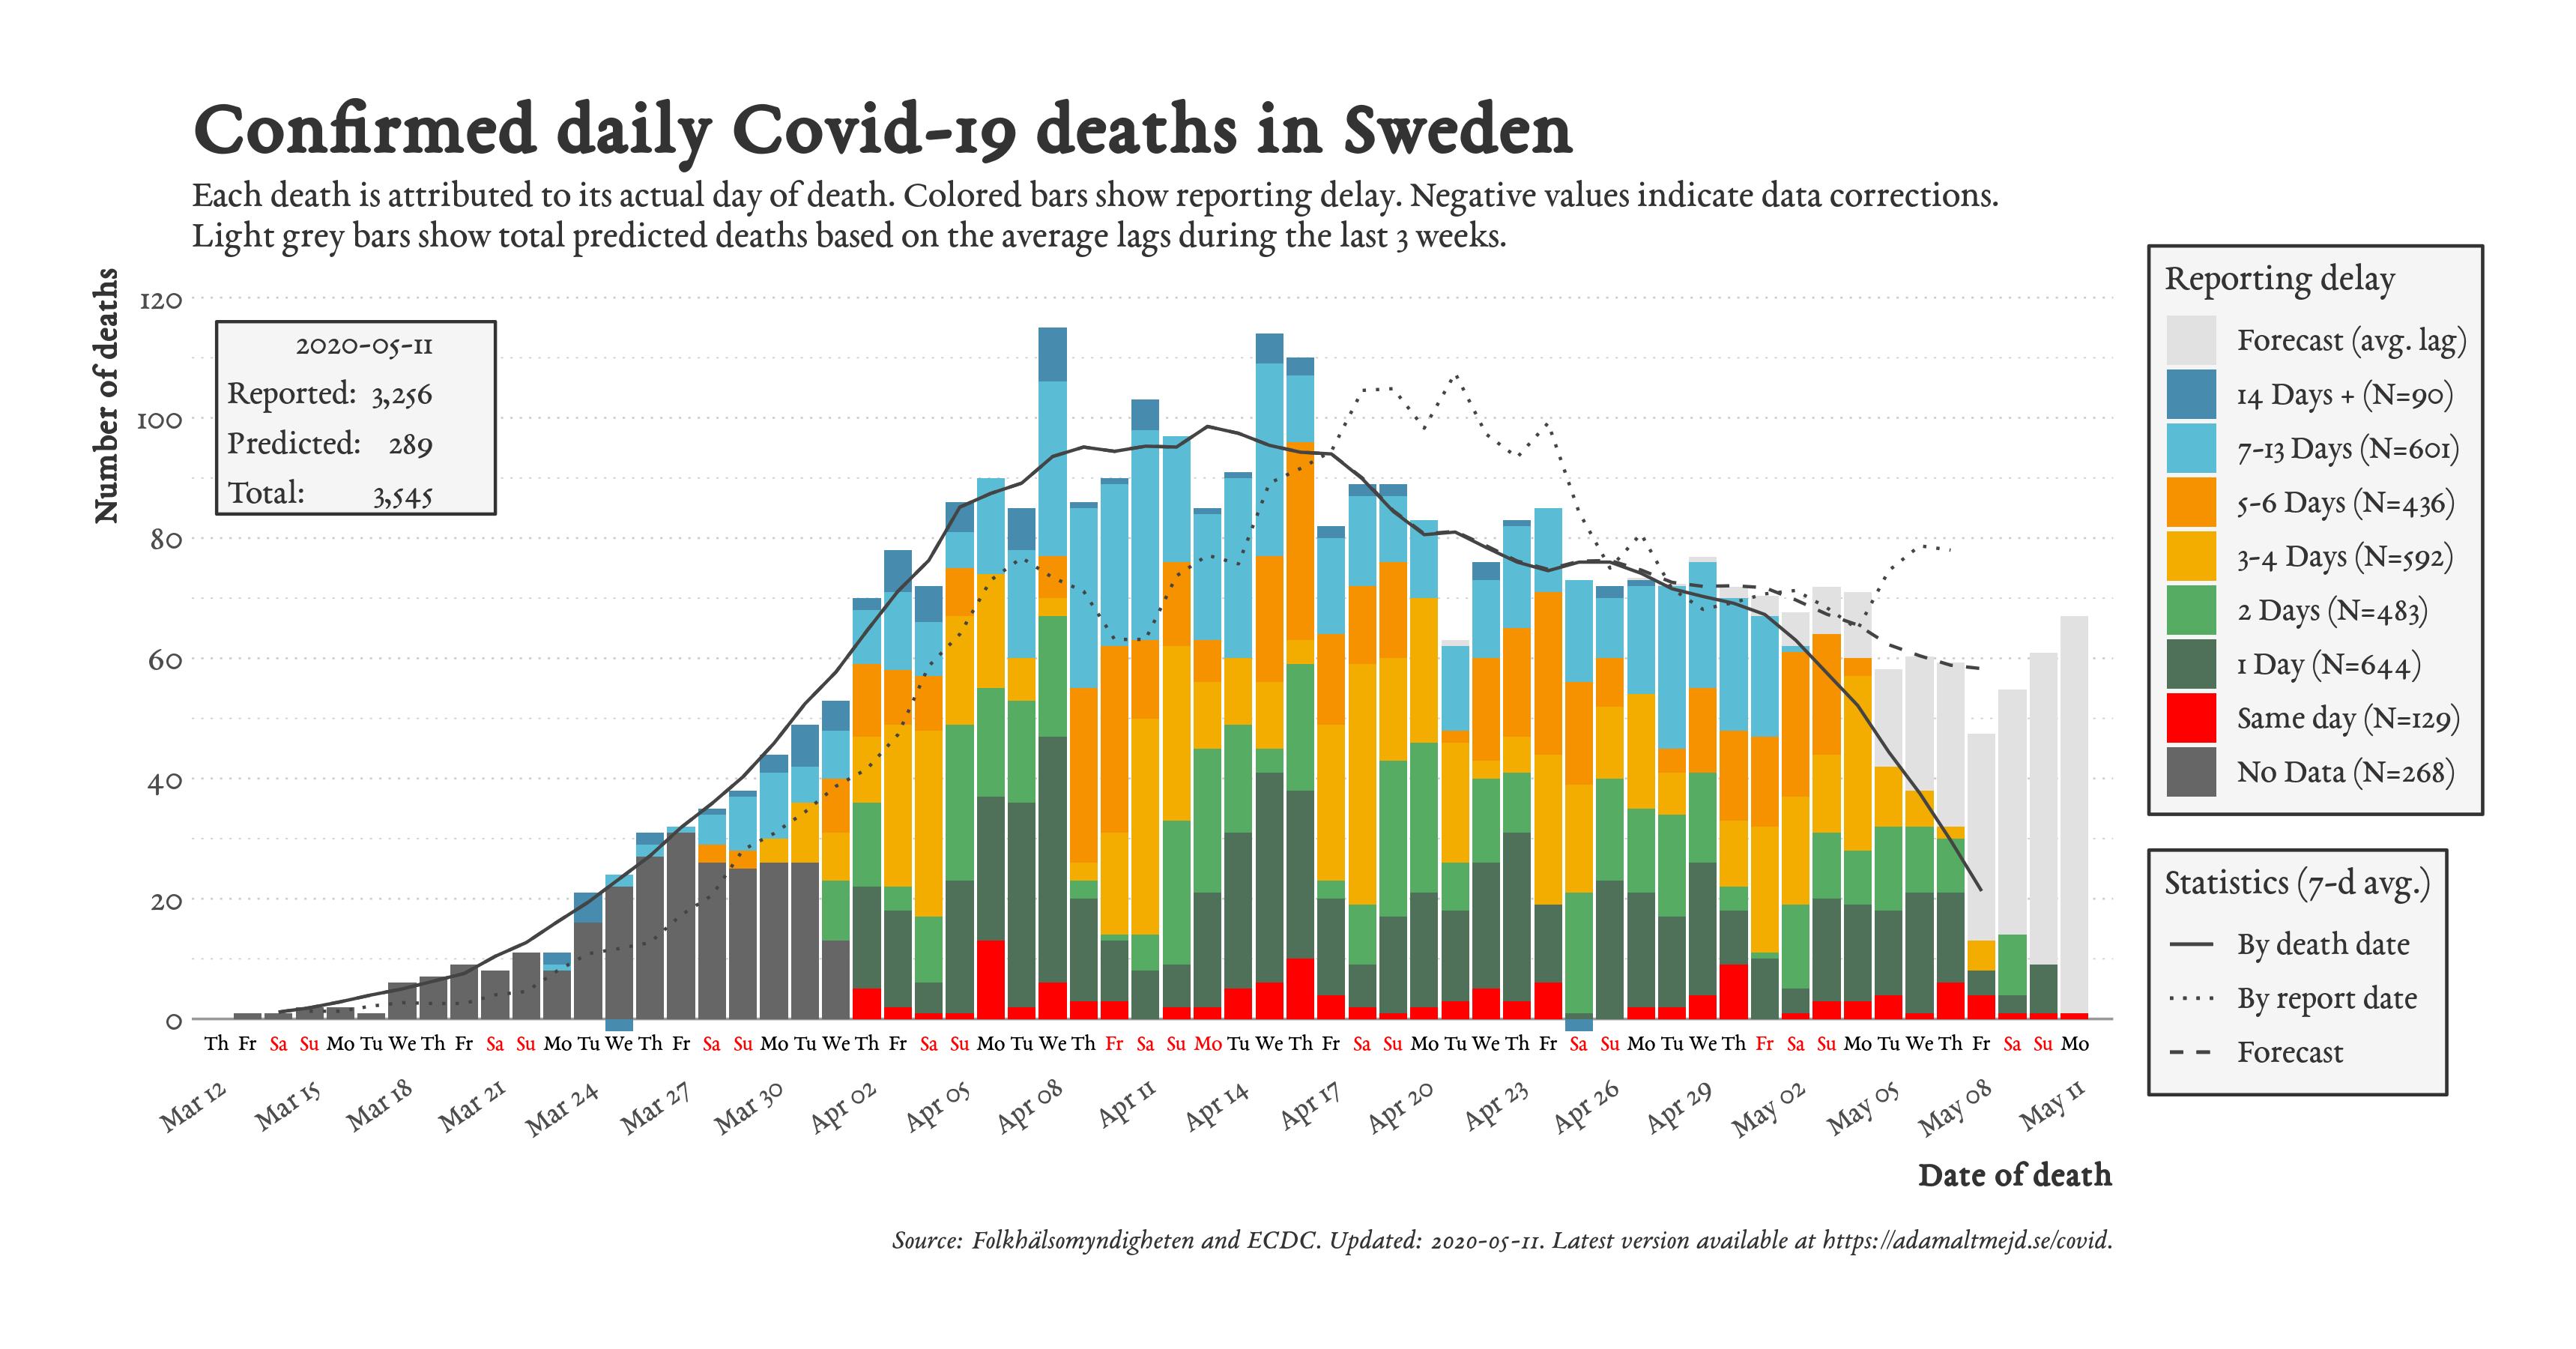 Confirmed daily Covid-19 deaths in Sweden
Each death is attributed to its actual day of death. Colored bars show reporting delay. Negative values indicate data corrections.
Light grey bars show total predicted deaths based on the average lags during the last 3 weeks.
Number of deaths
120
100
80
60
40
20
0
2020-05-11
Reported: 3,256
Predicted: 289
Total: 3,545
Th Fr Sa Su Mo Tu We Th Fr Sa Su Mo Tu We Th Fr Sa Su Mo Tu We Th Fr Sa Su Mo Tu We Th Fr Sa Su Mo Tu We Th Fr Sa Su Mo Tu We Th Fr Sa Su Mo Tu We Th Fr Sa Su Mo Tu We Th Fr Sa Su Mo
Mar 12 Mar 15 Mar 18 Mar 21 Mar 24 Mar 27 Mar 30 Apr 02 Apr 05 Apr 08 Apr 11 Apr 14 Apr 17 Apr 20 Apr 23 Apr 26 Apr 29 May 02 May 05 May 08 May 11
Date of death
Reporting delay
Forecast (avg. lag)
14 Days + (N=90)
7-13 Days (N=601)
5-6 Days (N=436)
3-4 Days (N=592)
2 Days (N=483)
1 Day (N=644)
Same day (N=129)
No Data (N=268)
Statistics (7-d avg.)
By death date
By report date
Forecast
Source: Folkhälsomyndigheten and ECDC. Updated: 2020-05-11. Latest version available at https://adamaltmejd.se/covid.